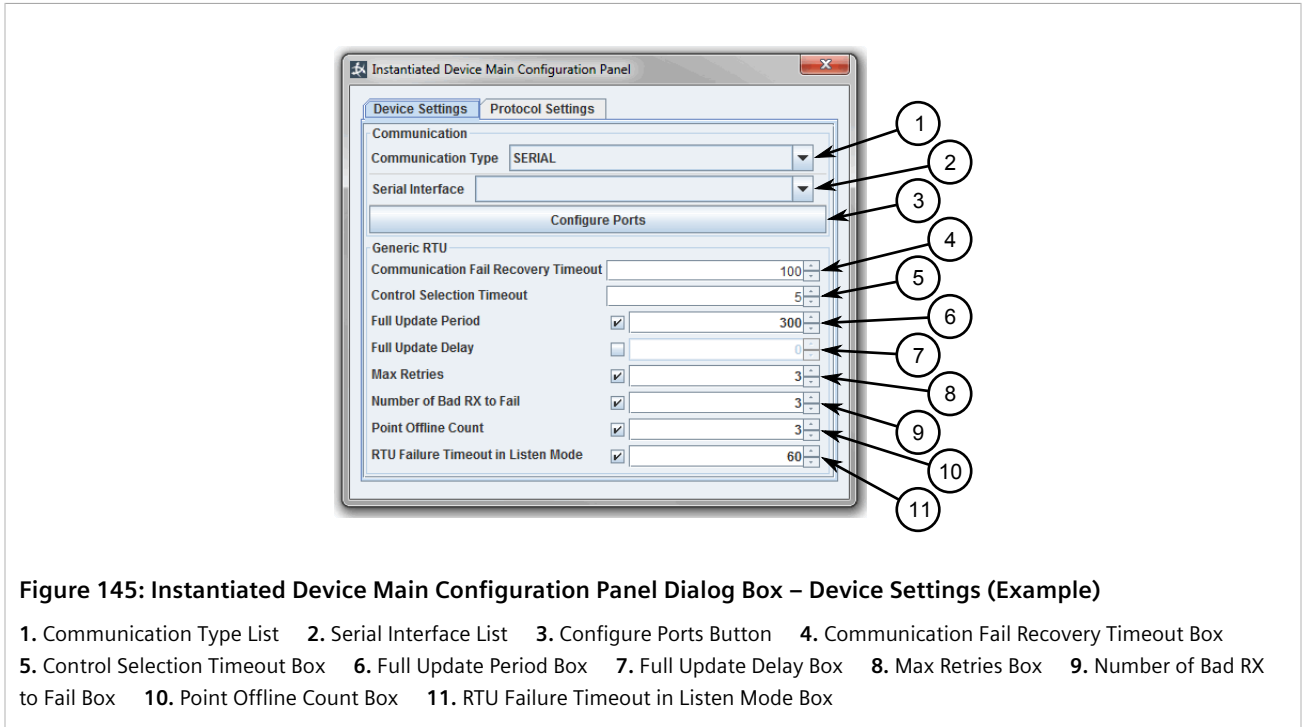 Instantiated Device Main Configuration Panel
Device Settings Protocol Settings
Communication
Communication Type SERIAL
Serial Interface
Configure Ports
Generic RTU
Communication Fail Recovery Timeout 100
Control Selection Timeout 5
Full Update Period 300
Full Update Delay 0
Max Retries 3
Number of Bad RX to Fail 3
Point Offline Count 3
RTU Failure Timeout in Listen Mode 60
1
2
3
4
5
6
7
8
9
10
11
Figure 145: Instantiated Device Main Configuration Panel Dialog Box – Device Settings (Example)
1. Communication Type List 2. Serial Interface List 3. Configure Ports Button 4. Communication Fail Recovery Timeout Box
5. Control Selection Timeout Box 6. Full Update Period Box 7. Full Update Delay Box 8. Max Retries Box 9. Number of Bad RX
to Fail Box 10. Point Offline Count Box 11. RTU Failure Timeout in Listen Mode Box